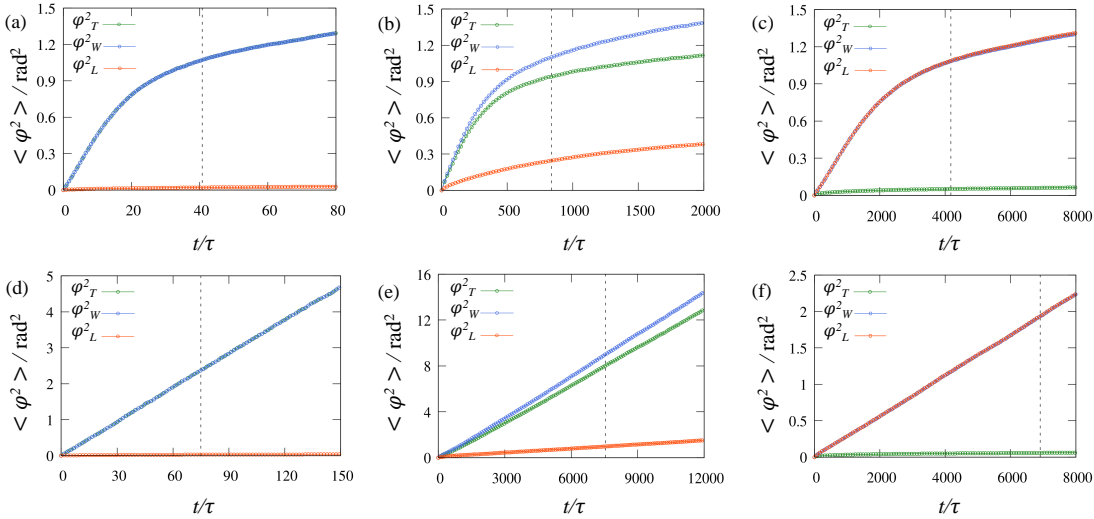 (a)
φ²T
φ²W
φ²L
< φ² > / rad²
1.5
1.2
0.9
0.6
0.3
0
0 20 40 60 80
t/τ
(b)
φ²T
φ²W
φ²L
< φ² > / rad²
1.5
1.2
0.9
0.6
0.3
0
0 500 1000 1500 2000
t/τ
(c)
φ²T
φ²W
φ²L
< φ² > / rad²
1.5
1.2
0.9
0.6
0.3
0
0 2000 4000 6000 8000
t/τ
(d)
φ²T
φ²W
φ²L
< φ² > / rad²
5
4
3
2
1
0
0 30 60 90 120 150
t/τ
(e)
φ²T
φ²W
φ²L
< φ² > / rad²
16
12
8
4
0
0 3000 6000 9000 12000
t/τ
(f)
φ²T
φ²W
φ²L
< φ² > / rad²
2.5
2
1.5
1
0.5
0
0 2000 4000 6000 8000
t/τ